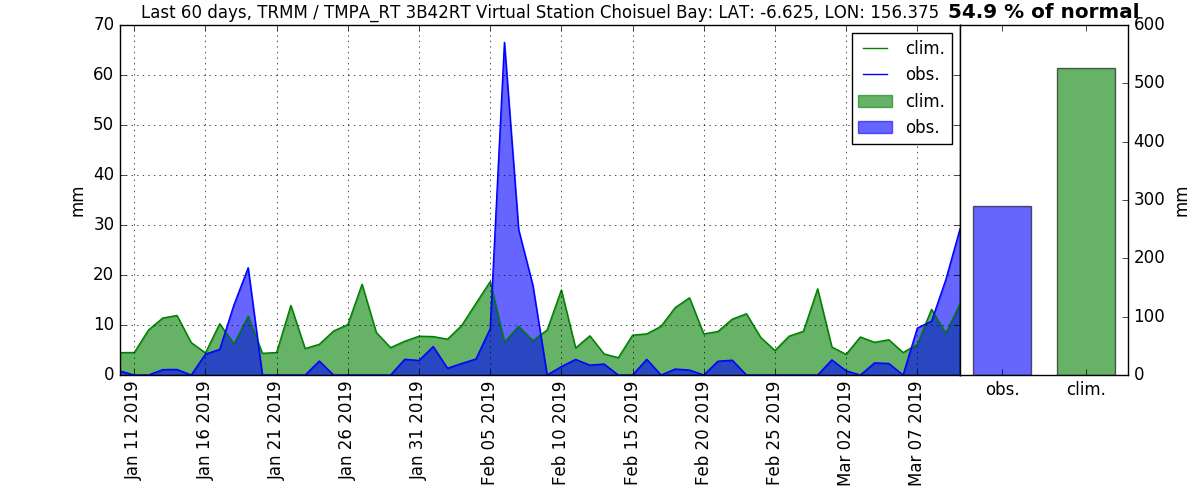 Last 60 days, TRMM / TMPA_RT 3B42RT Virtual Station Choisuel Bay: LAT: -6.625, LON: 156.375 54.9 % of normal
70
60
50
40
30
20
10
0
mm
clim.
obs.
clim.
obs.
Jan 11 2019
Jan 16 2019
Jan 21 2019
Jan 26 2019
Jan 31 2019
Feb 05 2019
Feb 10 2019
Feb 15 2019
Feb 20 2019
Feb 25 2019
Mar 02 2019
Mar 07 2019
600
500
400
300
200
100
0
mm
obs.
clim.